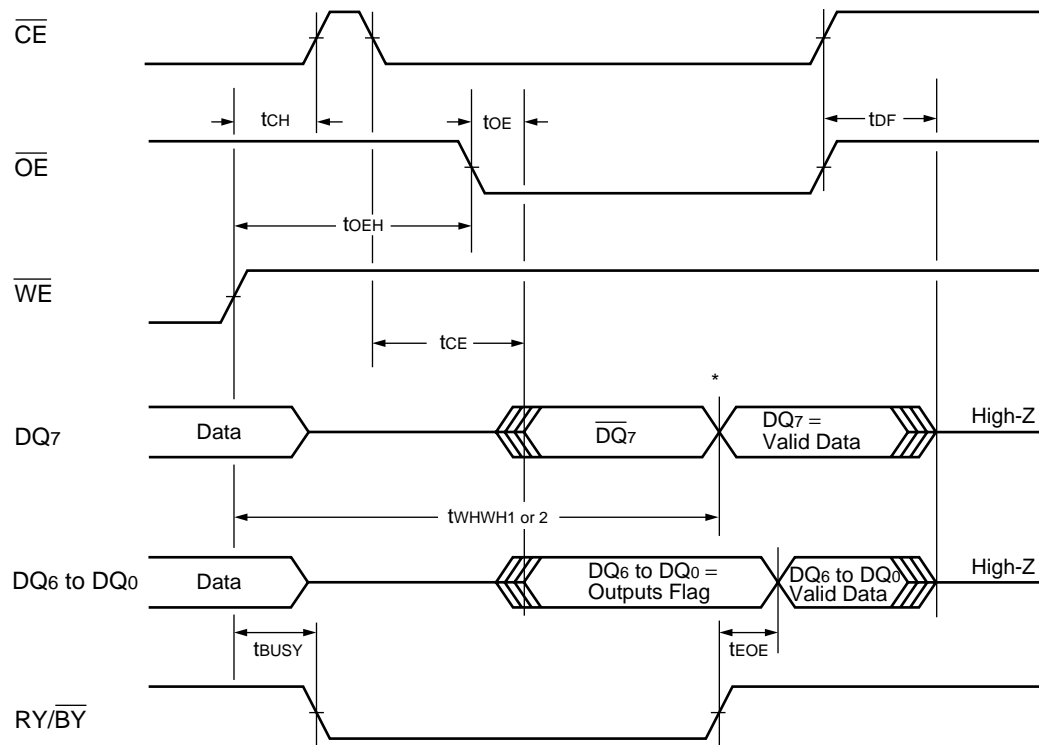 CE
tCH
tOE
tDF
OE
tOEH
WE
tCE
*
DQ7
Data
DQ7
DQ7 =
Valid Data
High-Z
tWHWH1 or 2
DQ6 to DQ0
Data
DQ6 to DQ0 =
Outputs Flag
DQ6 to DQ0
Valid Data
High-Z
tBUSY
tEOE
RY/BY